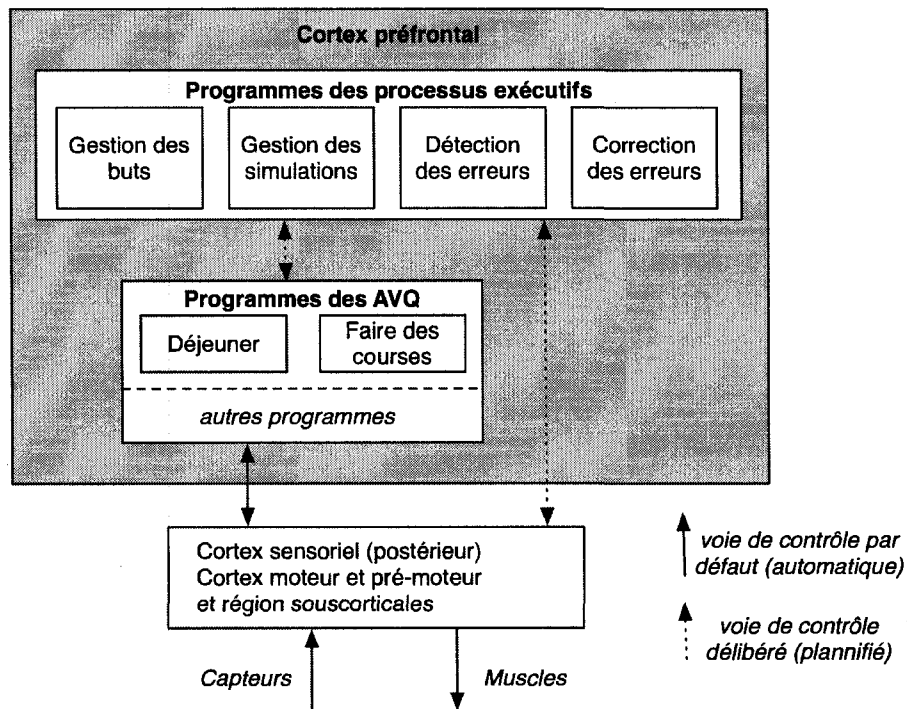 Cortex préfrontal
Programmes des processus exécutifs
Gestion des
buts
Gestion des
simulations
Détection
des erreurs
Correction
des erreurs
Programmes des AVQ
Déjeuner
Faire des
courses
autres programmes
Cortex sensoriel (postérieur)
Cortex moteur et pré-moteur
et région souscorticales
voie de contrôle par
défaut (automatique)
voie de contrôle
délibéré (plannifié)
Capteurs
Muscles